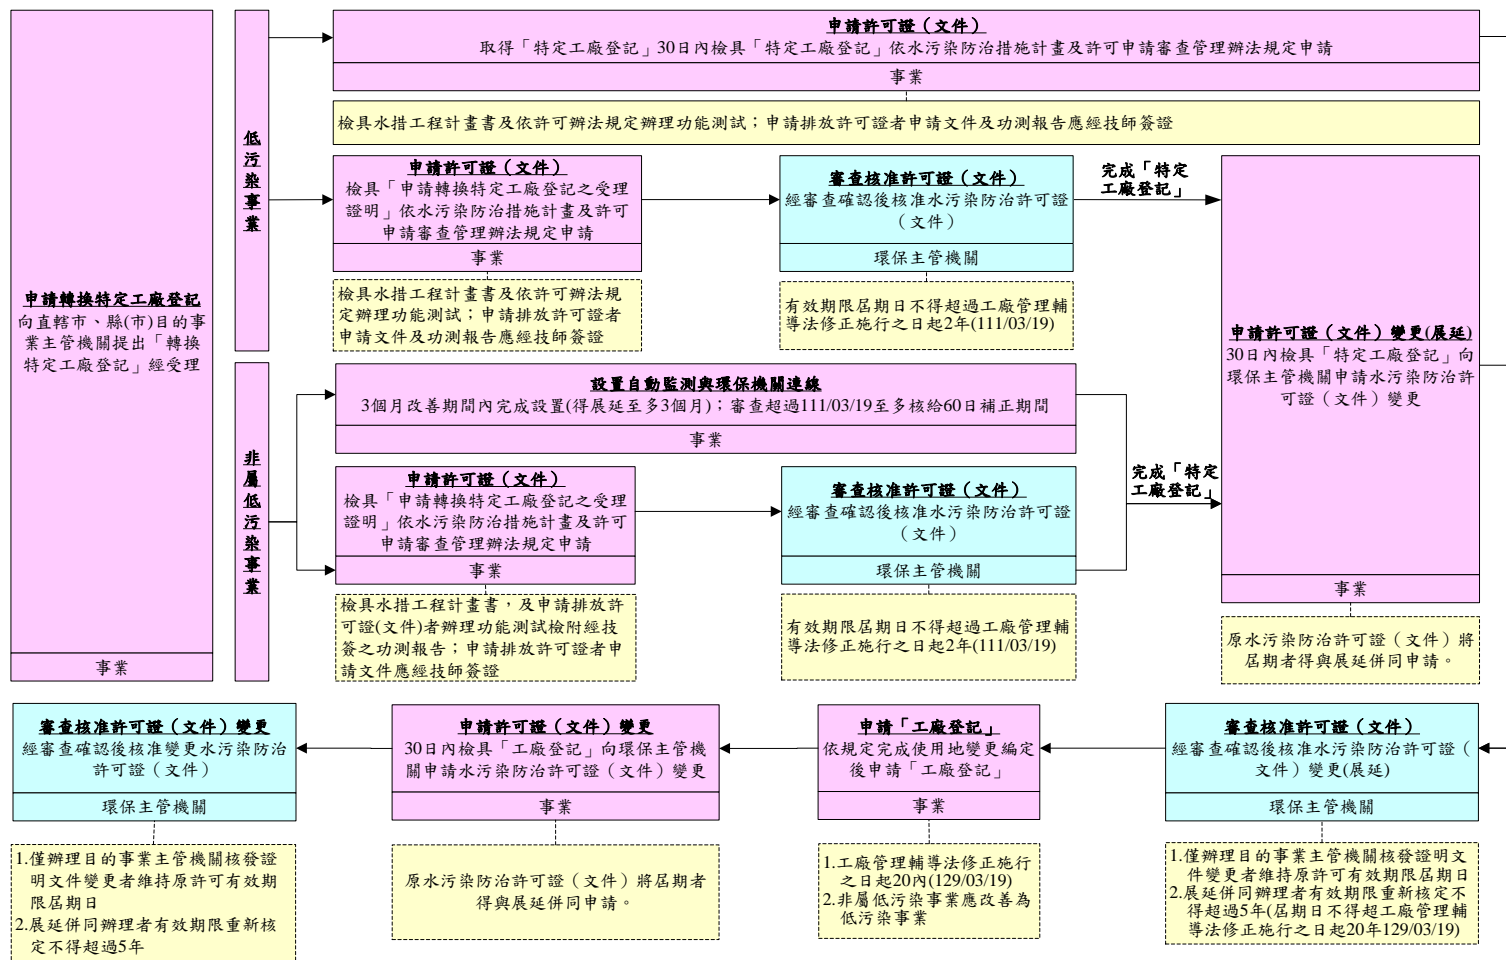 申請轉換特定工廠登記
向直轄市、縣(市)目的事
業主管機關提出「轉換
特定工廠登記」經受理
事業
低污染事業
非屬低污染事業
申請許可證（文件）
取得「特定工廠登記」30日內檢具「特定工廠登記」依水污染防治措施計畫及許可申請審查管理辦法規定申請
事業
檢具水措工程計畫書及依許可辦法規定辦理功能測試；申請排放許可證者申請文件及功測報告應經技師簽證
申請許可證（文件）
檢具「申請轉換特定工廠登記之受理
證明」依水污染防治措施計畫及許可
申請審查管理辦法規定申請
事業
檢具水措工程計畫書及依許可辦法規
定辦理功能測試；申請排放許可證者
申請文件及功測報告應經技師簽證
審查核准許可證（文件）
經審查確認後核准水污染防治許可證
（文件）
環保主管機關
有效期限屆期日不得超過工廠管理輔
導法修正施行之日起2年(111/03/19)
完成「特定
工廠登記」
設置自動監測與環保機關連線
3個月改善期間內完成設置(得展延至多3個月)；審查超過111/03/19至多核給60日補正期間
事業
申請許可證（文件）
檢具「申請轉換特定工廠登記之受理
證明」依水污染防治措施計畫及許可
申請審查管理辦法規定申請
事業
檢具水措工程計畫書，及申請排放許
可證(文件)者辦理功能測試檢附經技
簽之功測報告；申請排放許可證者申
請文件應經技師簽證
審查核准許可證（文件）
經審查確認後核准水污染防治許可證
（文件）
環保主管機關
有效期限屆期日不得超過工廠管理輔
導法修正施行之日起2年(111/03/19)
完成「特定
工廠登記」
申請許可證（文件）變更(展延)
30日內檢具「特定工廠登記」向
環保主管機關申請水污染防治許
可證（文件）變更
事業
原水污染防治許可證（文件）將
屆期者得與展延併同申請。
審查核准許可證（文件）
經審查確認後核准水污染防治許可證（
文件）變更(展延)
環保主管機關
1.僅辦理目的事業主管機關核發證明文
件變更者維持原許可有效期限屆期日
2.展延併同辦理者有效期限重新核定不
得超過5年(屆期日不得超工廠管理輔
導法修正施行之日起20年129/03/19)
申請「工廠登記」
依規定完成使用地變更編定
後申請「工廠登記」
事業
1.工廠管理輔導法修正施行
之日起20內(129/03/19)
2.非屬低污染事業應改善為
低污染事業
申請許可證（文件）變更
30日內檢具「工廠登記」向環保主管機
關申請水污染防治許可證（文件）變更
事業
原水污染防治許可證（文件）將屆期者
得與展延併同申請。
審查核准許可證（文件）變更
經審查確認後核准變更水污染防治
許可證（文件）
環保主管機關
1.僅辦理目的事業主管機關核發證
明文件變更者維持原許可有效期
限屆期日
2.展延併同辦理者有效期限重新核
定不得超過5年